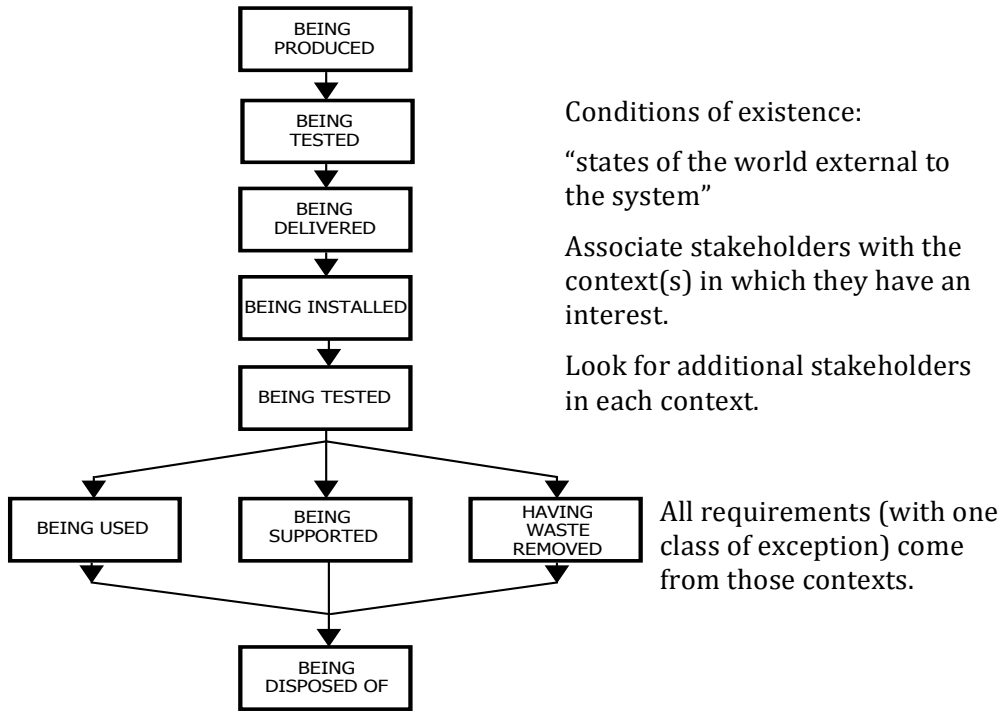 BEING
PRODUCED
BEING
TESTED
BEING
DELIVERED
BEING INSTALLED
BEING TESTED
BEING USED
BEING
SUPPORTED
HAVING
WASTE
REMOVED
BEING
DISPOSED OF
Conditions of existence:
“states of the world external to
the system”
Associate stakeholders with the
context(s) in which they have an
interest.
Look for additional stakeholders
in each context.
All requirements (with one
class of exception) come
from those contexts.